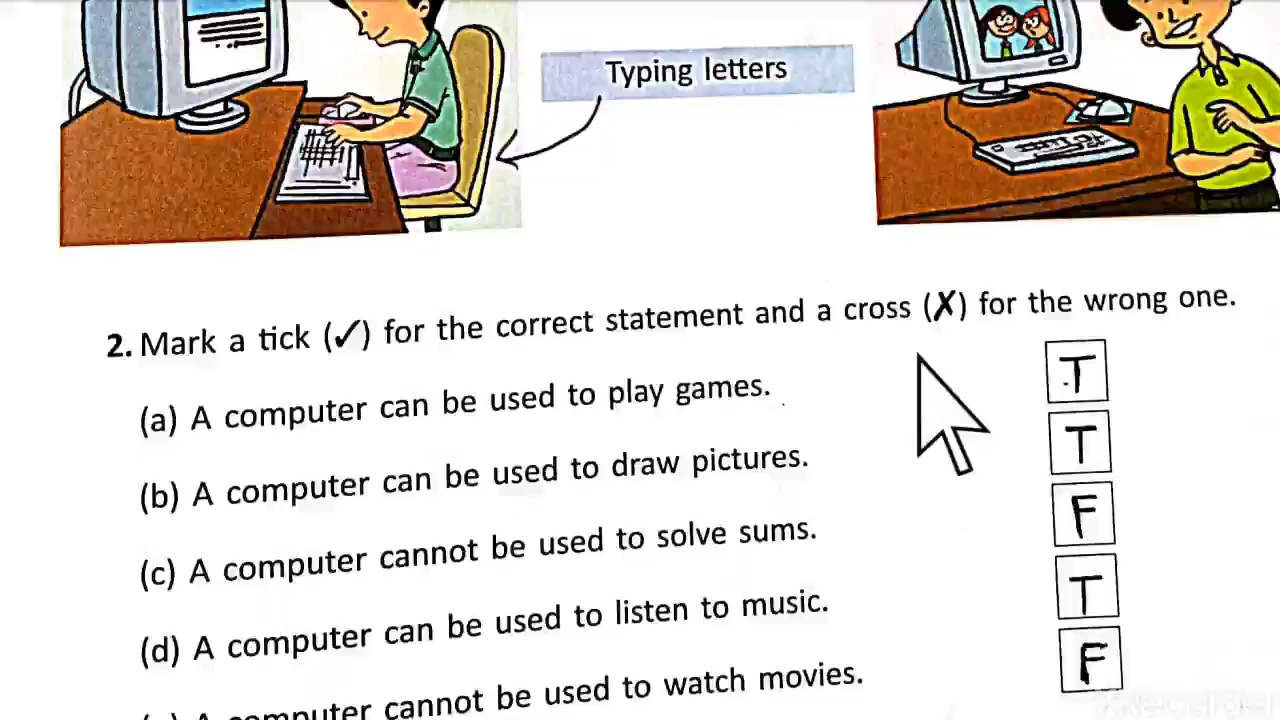 Typing letters
2. Mark a tick (✓) for the correct statement and a cross (✗) for the wrong one.
(a) A computer can be used to play games. T
(b) A computer can be used to draw pictures. T
(c) A computer cannot be used to solve sums. F
(d) A computer can be used to listen to music. T
A computer cannot be used to watch movies. F